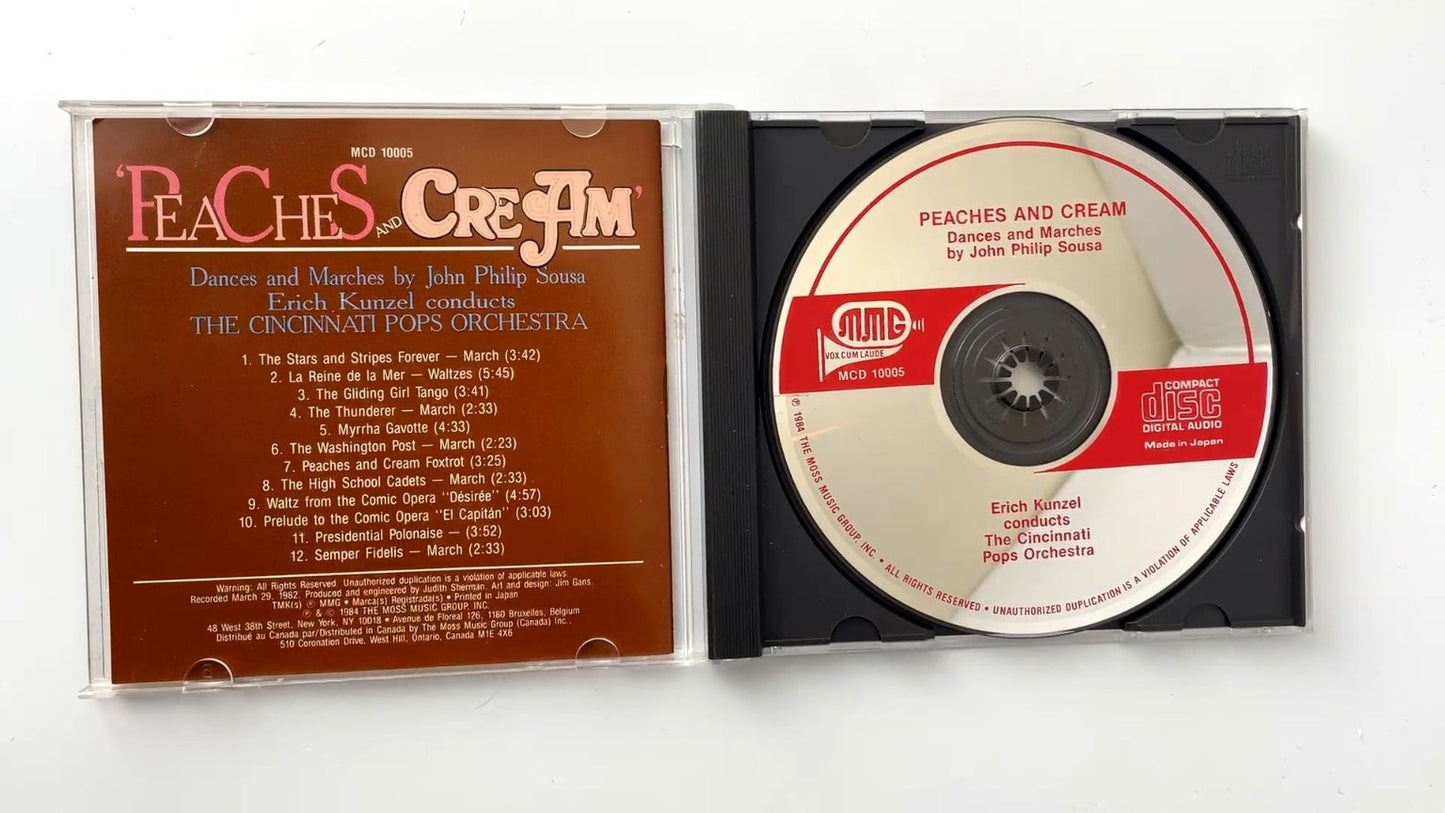 MCD 10005
'PEACHES AND CREAM'
Dances and Marches by John Philip Sousa
Erich Kunzel conducts
THE CINCINNATI POPS ORCHESTRA
1. The Stars and Stripes Forever — March (3:42)
2. La Reine de la Mer — Waltzes (5:45)
3. The Gliding Girl Tango (3:41)
4. The Thunderer — March (2:33)
5. Myrrha Gavotte (4:33)
6. The Washington Post — March (2:23)
7. Peaches and Cream Foxtrot (3:25)
8. The High School Cadets — March (2:33)
9. Waltz from the Comic Opera "Désirée" (4:57)
10. Prelude to the Comic Opera "El Capitán" (3:03)
11. Presidential Polonaise — (3:52)
12. Semper Fidelis — March (2:33)
Warning: All Rights Reserved. Unauthorized duplication is a violation of applicable laws.
Recorded March 29, 1982. Produced and engineered by Judith Sherman. Art and design: Jim Gans.
TMK(s) ® MMG • Marca(s) Registrada(s) • Printed in Japan
℗ & © 1984 THE MOSS MUSIC GROUP, INC.
48 West 38th Street, New York, NY 10018 • Avenue de Floreal 126, 1180 Bruxelles, Belgium
Distribué au Canada par/Distributed in Canada by The Moss Music Group (Canada) Inc.,
510 Coronation Drive, West Hill, Ontario, Canada M1E 4X6
PEACHES AND CREAM
Dances and Marches
by John Philip Sousa
MMG
VOX CUM LAUDE
MCD 10005
COMPACT
disc
DIGITAL AUDIO
Made in Japan
Erich Kunzel
conducts
The Cincinnati
Pops Orchestra
℗ 1984 THE MOSS MUSIC GROUP, INC. • ALL RIGHTS RESERVED • UNAUTHORIZED DUPLICATION IS A VIOLATION OF APPLICABLE LAWS
disc